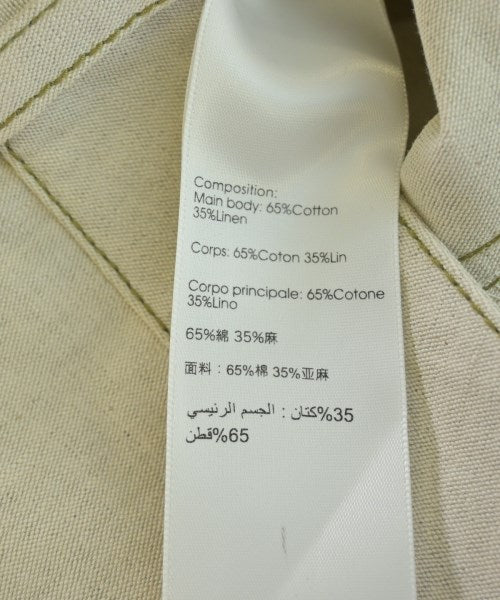 Composition:
Main body: 65%Cotton
35%Linen
Corps: 65%Coton 35%Lin
Corpo principale: 65%Cotone
35%Lino
65%綿 35%麻
面料：65%棉 35%亚麻
35%كتان : الجسم الرئيسي
65%قطن